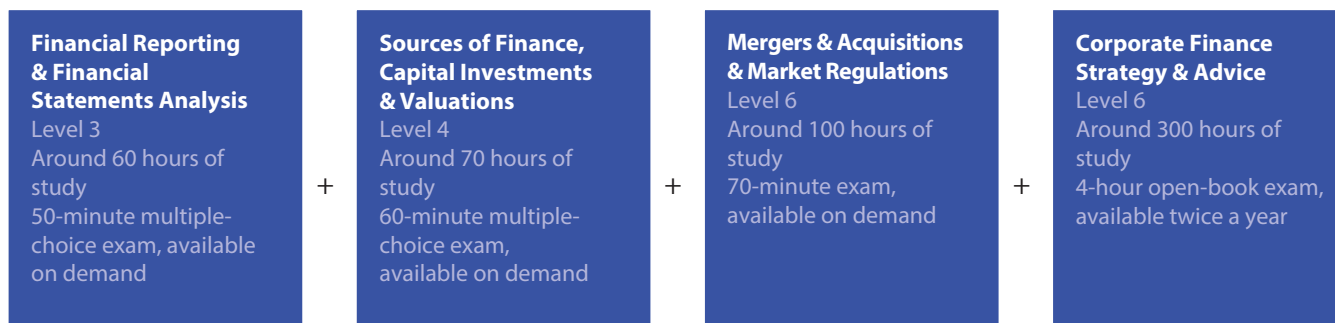 Financial Reporting
& Financial
Statements Analysis
Level 3
Around 60 hours of
study
50-minute multiple-
choice exam, available
on demand
+
Sources of Finance,
Capital Investments
& Valuations
Level 4
Around 70 hours of
study
60-minute multiple-
choice exam,
available on demand
+
Mergers & Acquisitions
& Market Regulations
Level 6
Around 100 hours of
study
70-minute exam,
available on demand
+
Corporate Finance
Strategy & Advice
Level 6
Around 300 hours of
study
4-hour open-book exam,
available twice a year